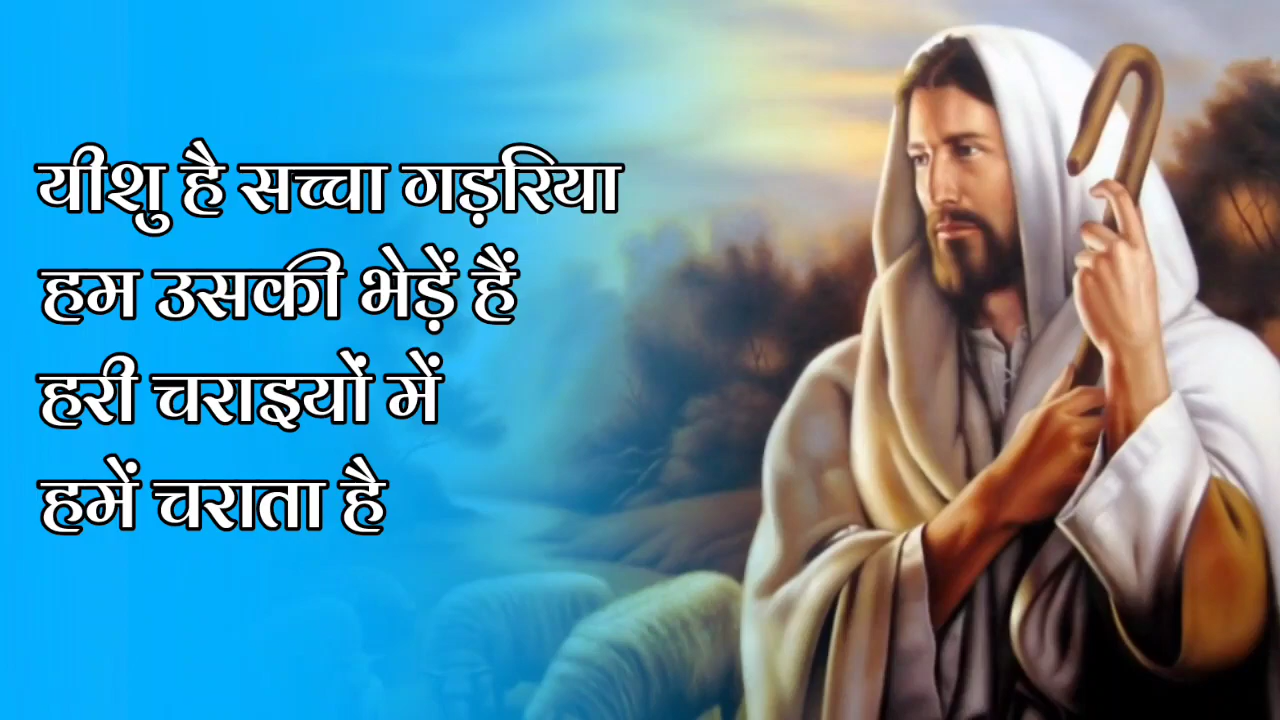 यीशु है सच्चा गड़रिया
हम उसकी भेड़ें हैं
हरी चराइयों में
हमें चराता है